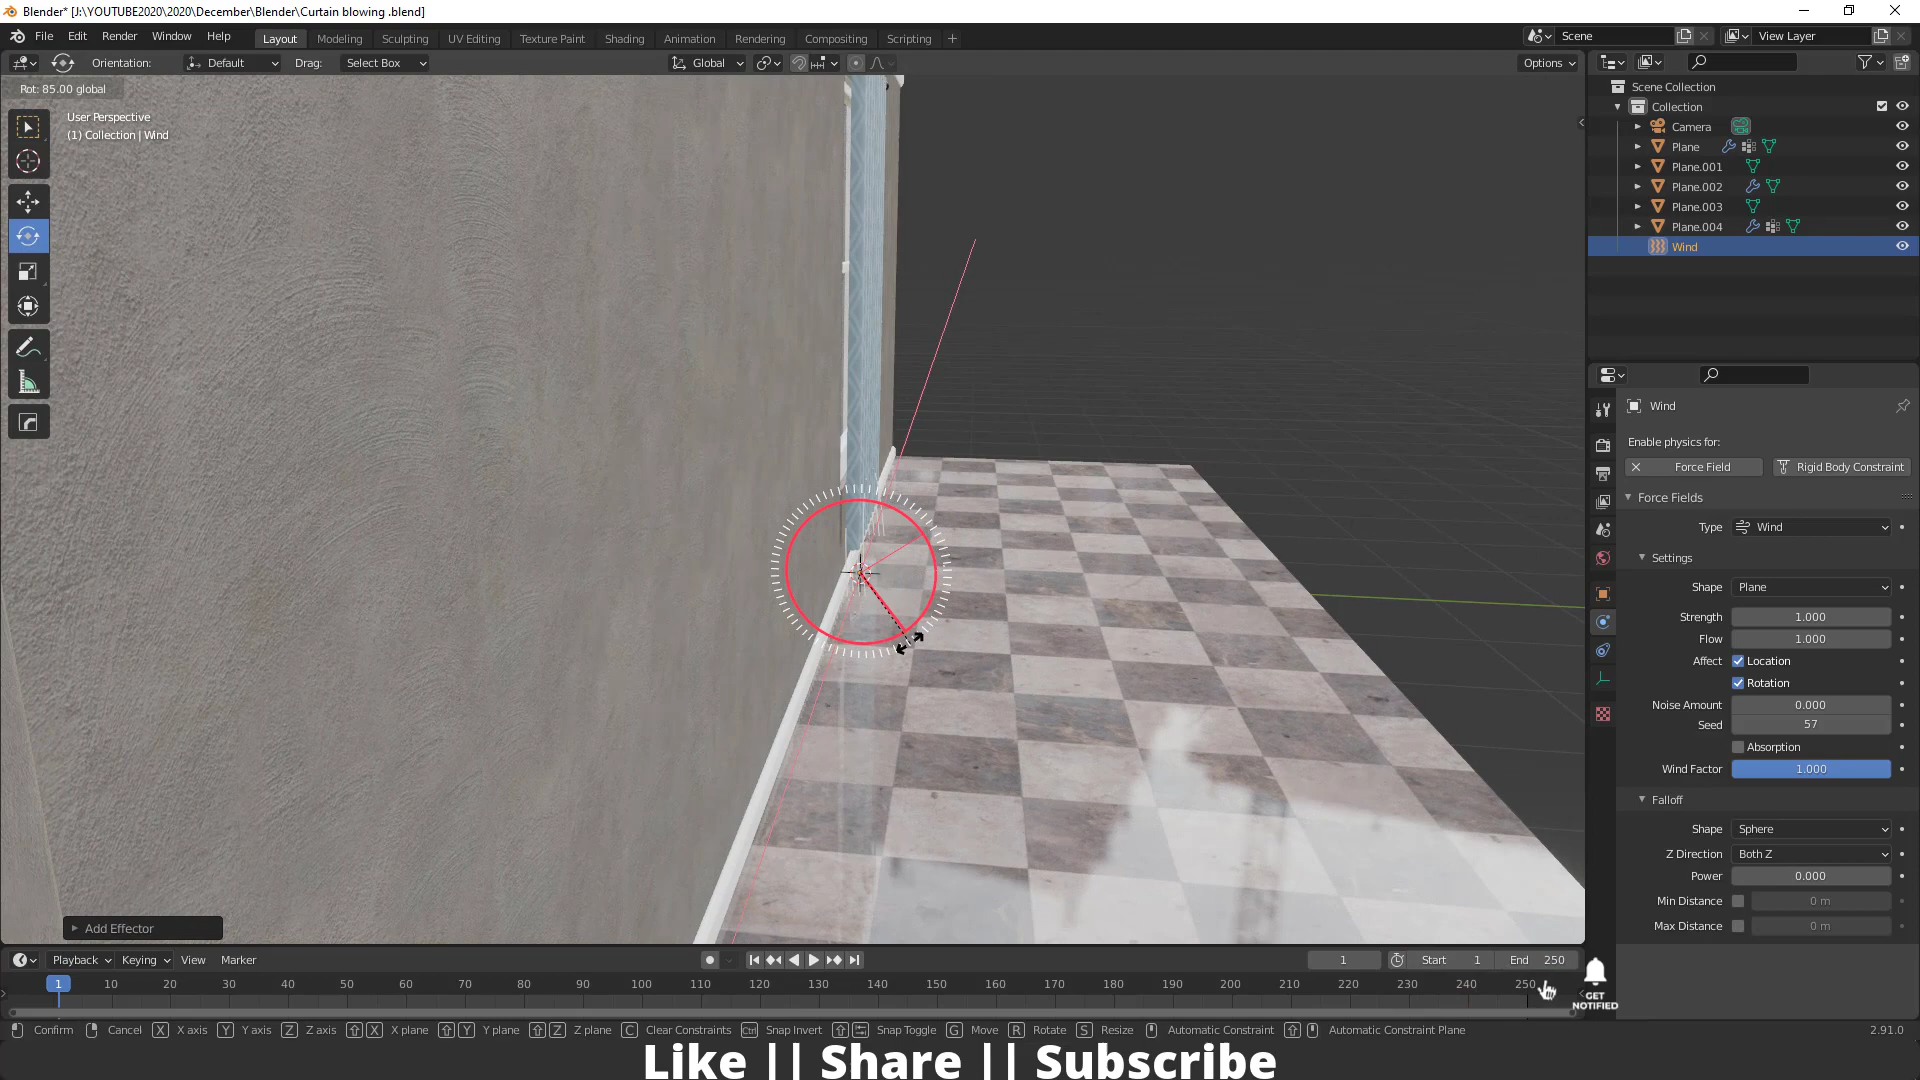 Blender* [J:\YOUTUBE2020\2020\December\Blender\Curtain blowing .blend]
File Edit Render Window Help Layout Modeling Sculpting UV Editing Texture Paint Shading Animation Rendering Compositing Scripting + Scene View Layer
Orientation: Default Drag: Select Box Global Options
Rot: 85.00 global
User Perspective
(1) Collection | Wind
Scene Collection
Collection
Camera
Plane
Plane.001
Plane.002
Plane.003
Plane.004
Wind
Wind
Enable physics for:
Force Field Rigid Body Constraint
Force Fields
Type Wind
Settings
Shape Plane
Strength 1.000
Flow 1.000
Affect Location
Rotation
Noise Amount 0.000
Seed 57
Absorption
Wind Factor 1.000
Falloff
Shape Sphere
Z Direction Both Z
Power 0.000
Min Distance 0 m
Max Distance 0 m
Add Effector
Playback Keying View Marker 1 Start 1 End 250
1 10 20 30 40 50 60 70 80 90 100 110 120 130 140 150 160 170 180 190 200 210 220 230 240 250
GET
NOTIFIED
Confirm Cancel X X axis Y Y axis Z Z axis X X plane Y Y plane Z Z plane C Clear Constraints Ctrl Snap Invert Snap Toggle G Move R Rotate S Resize Automatic Constraint Automatic Constraint Plane 2.91.0
Like || Share || Subscribe